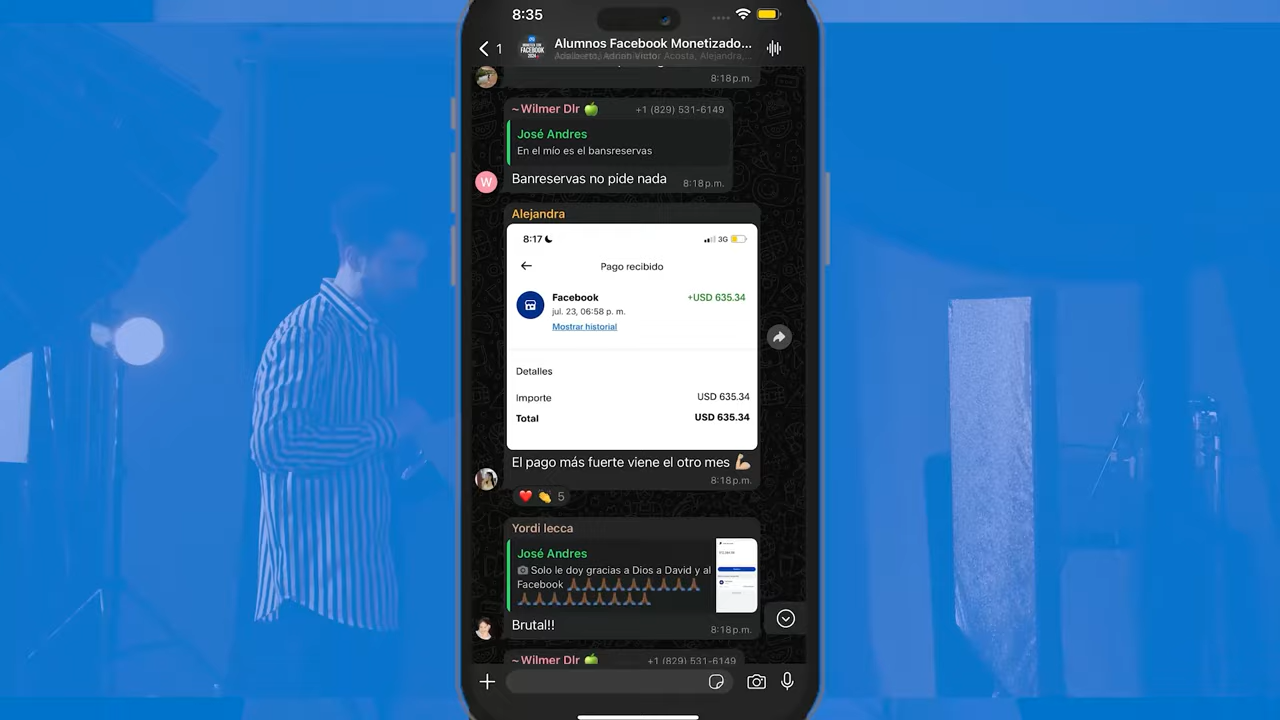 8:35
1
Alumnos Facebook Monetizado...
8:18 p.m.
~Wilmer Dlr 🍏 +1 (829) 531-6149
José Andres
En el mío es el bansreservas
W
Banreservas no pide nada 8:18 p.m.
Alejandra
8:17 3G
Pago recibido
Facebook +USD 635.34
jul. 23, 06:58 p. m.
Mostrar historial
Detalles
Importe USD 635.34
Total USD 635.34
El pago más fuerte viene el otro mes 💪🏼
8:18 p.m.
❤️ 👏 5
Yordi lecca
José Andres
📷 Solo le doy gracias a Dios a David y al
Facebook 🙏🏾🙏🏾🙏🏾🙏🏾🙏🏾🙏🏾🙏🏾🙏🏾🙏🏾
🙏🏾🙏🏾🙏🏾🙏🏾🙏🏾🙏🏾🙏🏾🙏🏾🙏🏾
Brutal!! 8:18 p.m.
~Wilmer Dlr 🍏 +1 (829) 531-6149